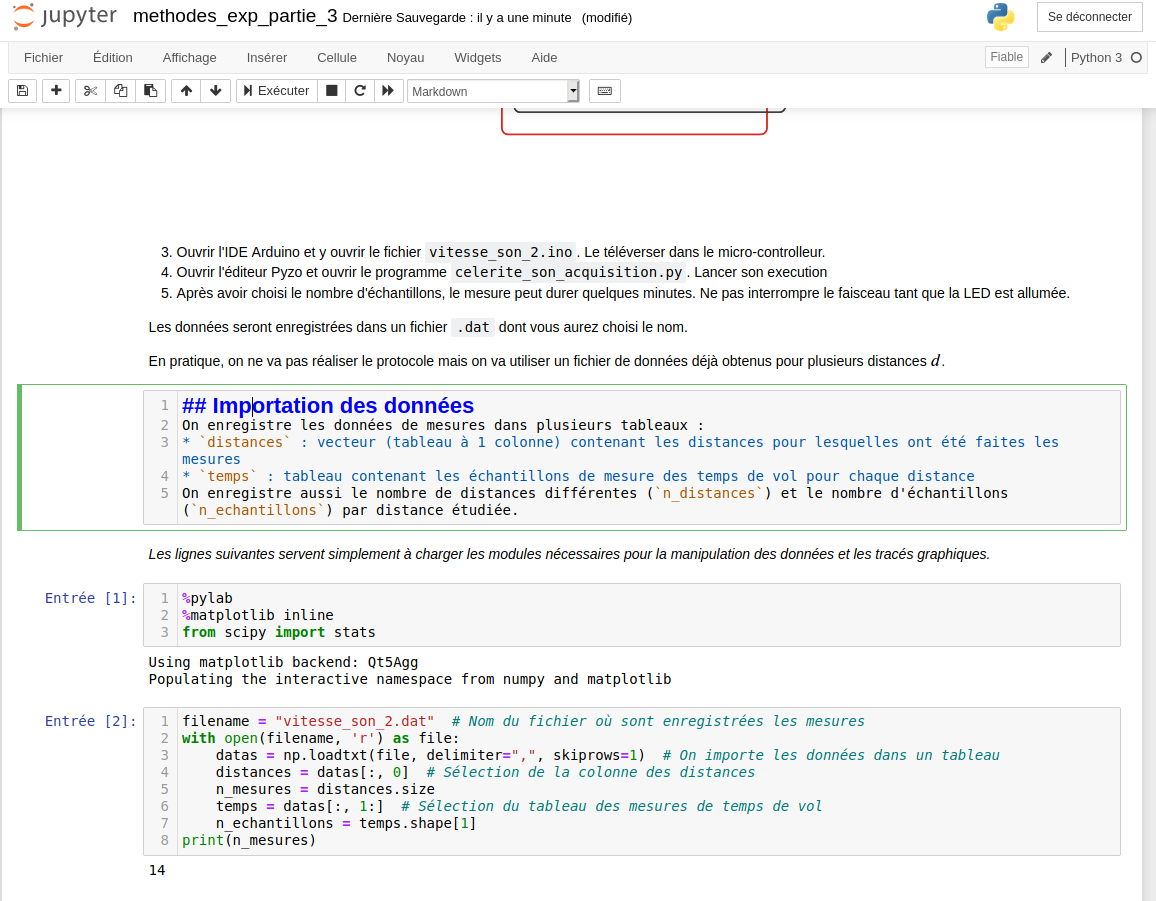 jupyter methodes_exp_partie_3 Dernière Sauvegarde : il y a une minute (modifié) Se déconnecter
Fichier Édition Affichage Insérer Cellule Noyau Widgets Aide Fiable Python 3
Exécuter Markdown
3. Ouvrir l'IDE Arduino et y ouvrir le fichier vitesse_son_2.ino. Le téléverser dans le micro-controlleur.
4. Ouvrir l'éditeur Pyzo et ouvrir le programme celerite_son_acquisition.py. Lancer son execution
5. Après avoir choisi le nombre d'échantillons, le mesure peut durer quelques minutes. Ne pas interrompre le faisceau tant que la LED est allumée.
Les données seront enregistrées dans un fichier .dat dont vous aurez choisi le nom.
En pratique, on ne va pas réaliser le protocole mais on va utiliser un fichier de données déjà obtenus pour plusieurs distances d.
1 ## Importation des données
2 On enregistre les données de mesures dans plusieurs tableaux :
3 * `distances` : vecteur (tableau à 1 colonne) contenant les distances pour lesquelles ont été faites les
mesures
4 * `temps` : tableau contenant les échantillons de mesure des temps de vol pour chaque distance
5 On enregistre aussi le nombre de distances différentes (`n_distances`) et le nombre d'échantillons
(`n_echantillons`) par distance étudiée.
Les lignes suivantes servent simplement à charger les modules nécessaires pour la manipulation des données et les tracés graphiques.
Entrée [1]: 1 %pylab
2 %matplotlib inline
3 from scipy import stats
Using matplotlib backend: Qt5Agg
Populating the interactive namespace from numpy and matplotlib
Entrée [2]: 1 filename = "vitesse_son_2.dat" # Nom du fichier où sont enregistrées les mesures
2 with open(filename, 'r') as file:
3 datas = np.loadtxt(file, delimiter=",", skiprows=1) # On importe les données dans un tableau
4 distances = datas[:, 0] # Sélection de la colonne des distances
5 n_mesures = distances.size
6 temps = datas[:, 1:] # Sélection du tableau des mesures de temps de vol
7 n_echantillons = temps.shape[1]
8 print(n_mesures)
14